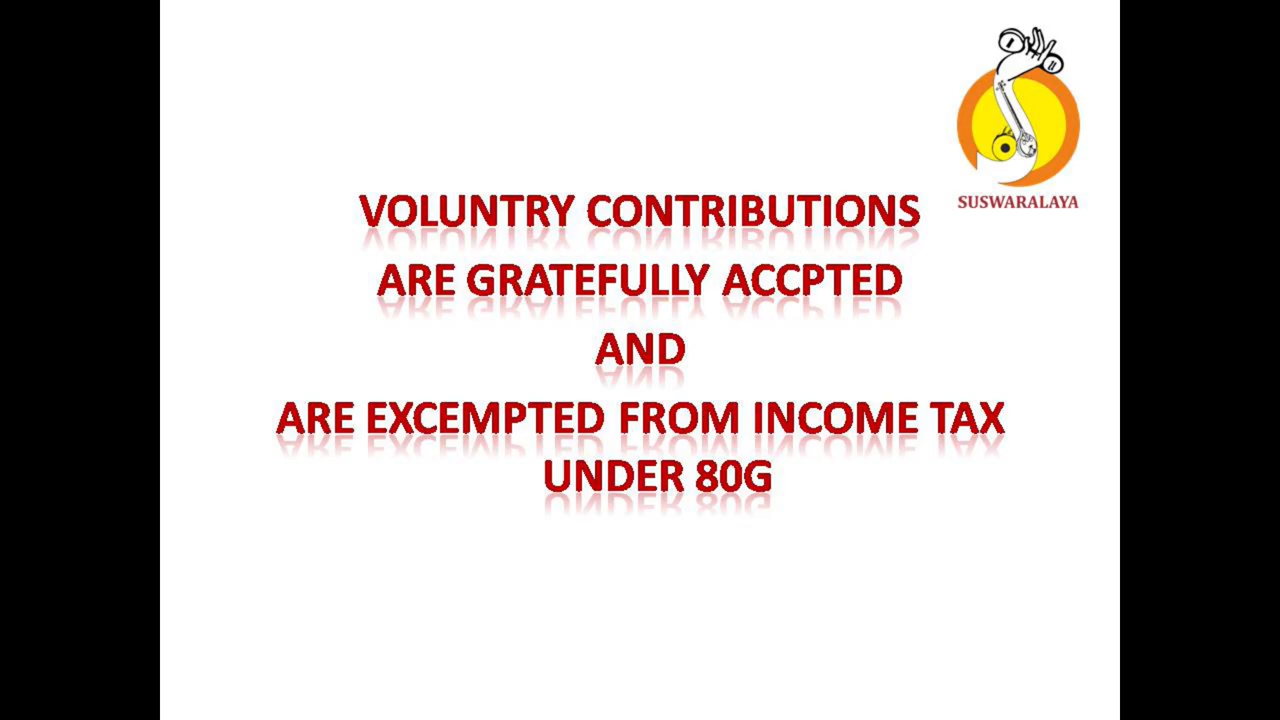 SUSWARALAYA
VOLUNTRY CONTRIBUTIONS
ARE GRATEFULLY ACCPTED
AND
ARE EXCEMPTED FROM INCOME TAX
UNDER 80G